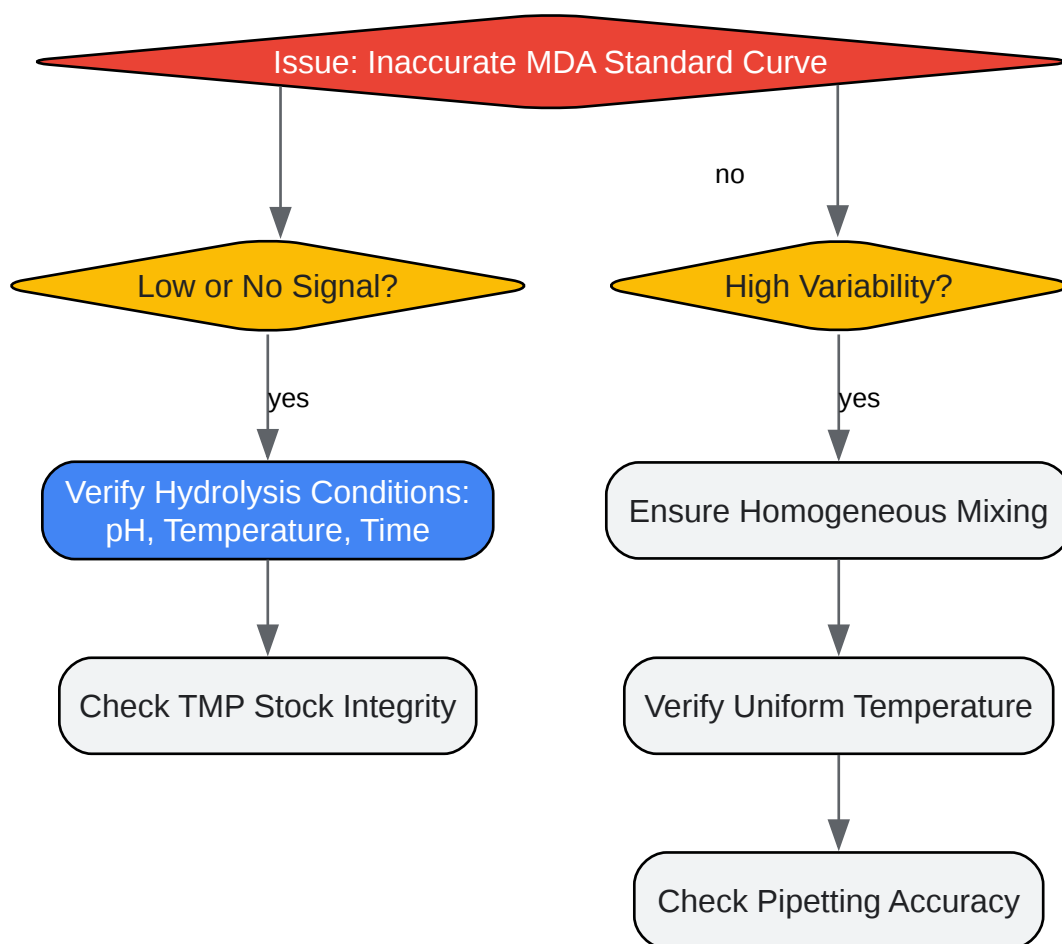 Issue: Inaccurate MDA Standard Curve
no
Low or No Signal?
High Variability?
yes
yes
Verify Hydrolysis Conditions:
pH, Temperature, Time
Ensure Homogeneous Mixing
Check TMP Stock Integrity
Verify Uniform Temperature
Check Pipetting Accuracy